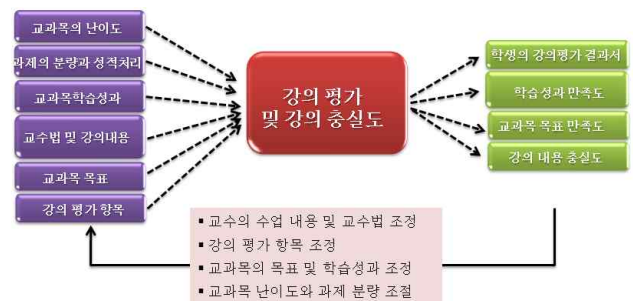 교과목의 난이도
과제의 분량과 성적처리
교과목학습성과
교수법 및 강의내용
교과목 목표
강의 평가 항목
강의 평가
및 강의 충실도
학생의 강의평가 결과서
학습성과 만족도
교과목 목표 만족도
강의 내용 충실도
▪ 교수의 수업 내용 및 교수법 조정
▪ 강의 평가 항목 조정
▪ 교과목의 목표 및 학습성과 조정
▪ 교과목 난이도와 과제 분량 조절